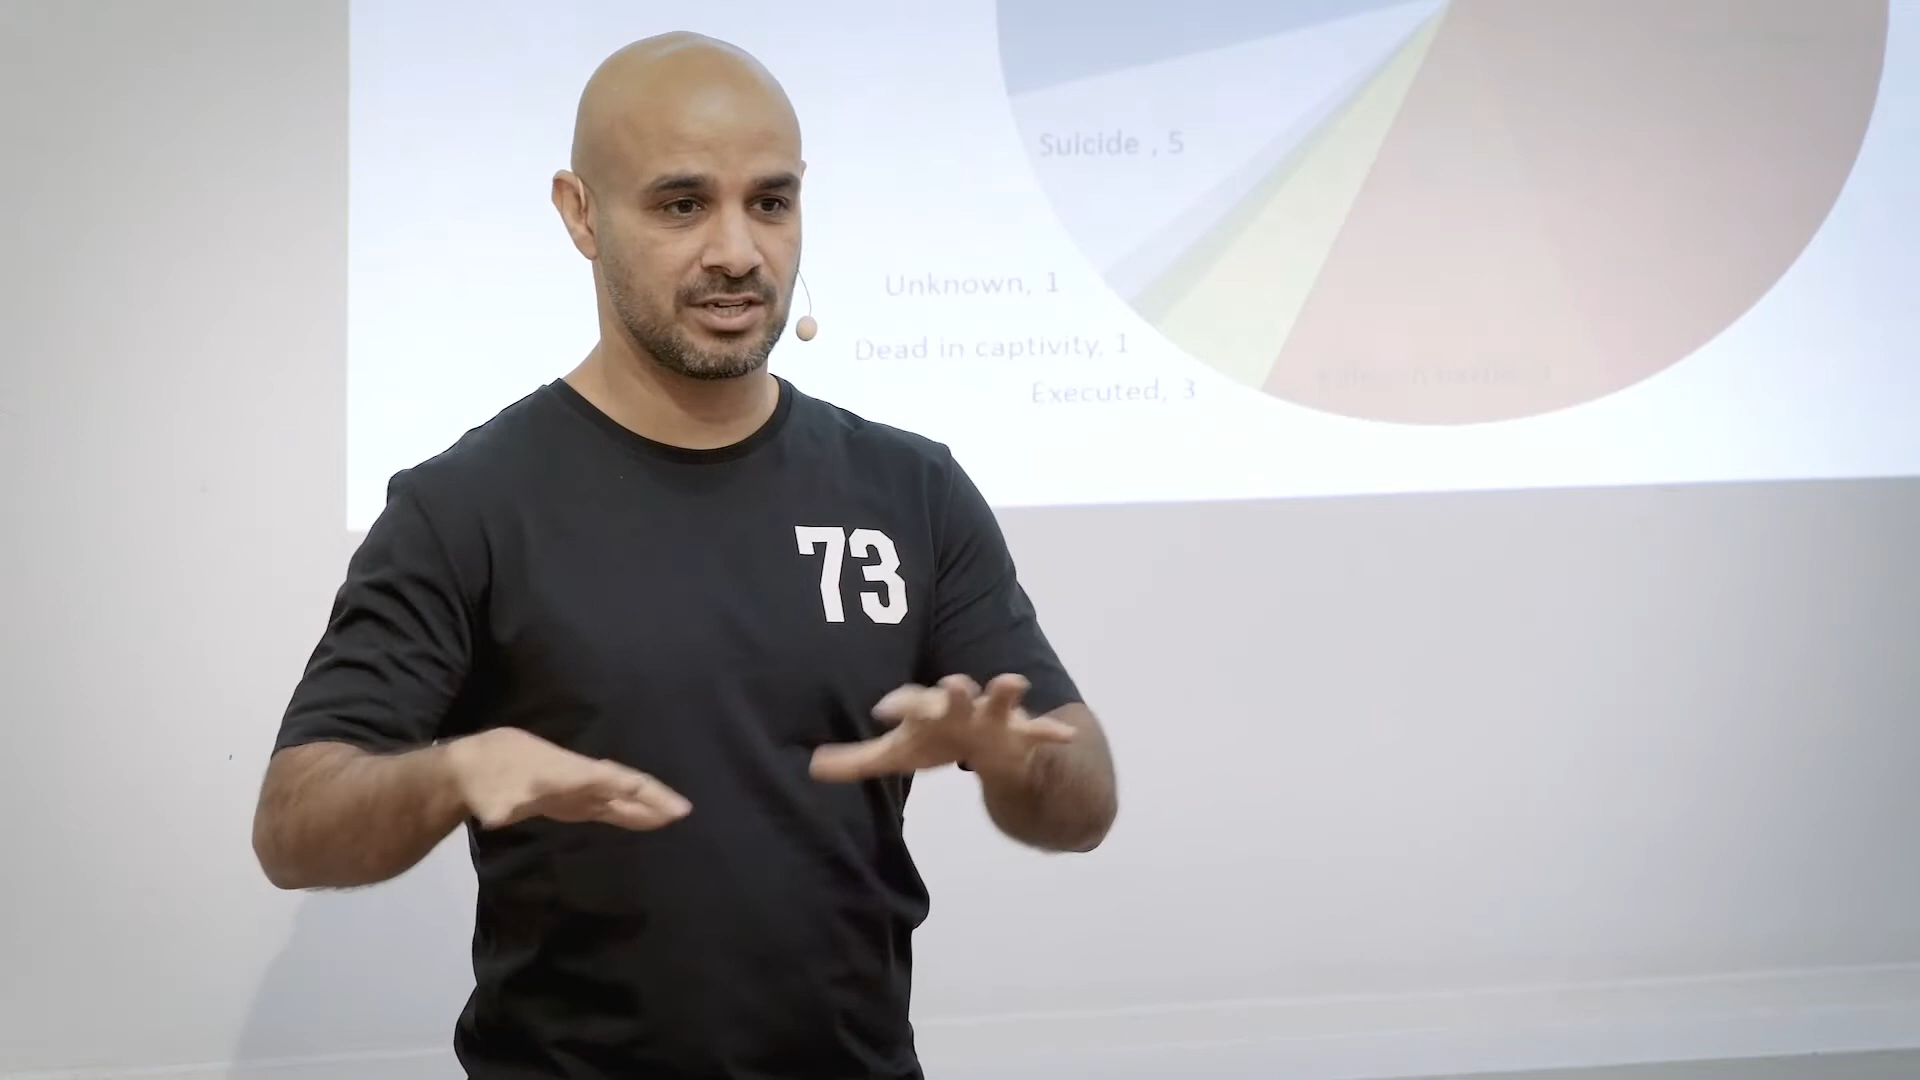 Suicide , 5
Unknown, 1
Dead in captivity, 1
Executed, 3
73